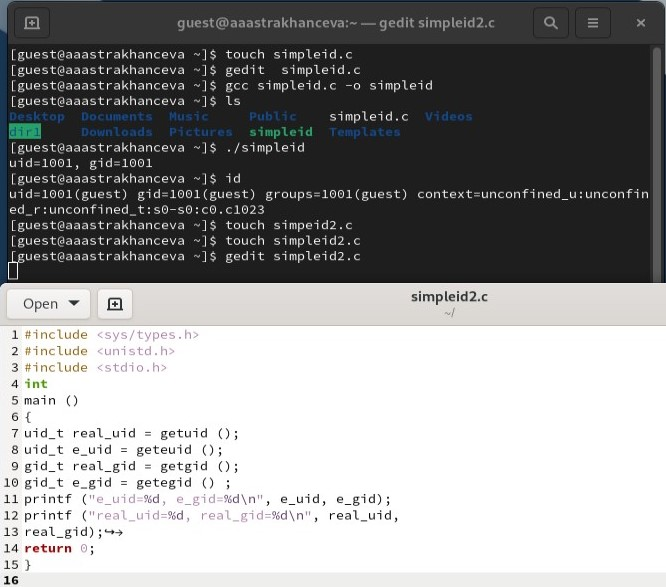 guest@aaastrakhanceva:~ — gedit simpleid2.c
[guest@aaastrakhanceva ~]$ touch simpleid.c
[guest@aaastrakhanceva ~]$ gedit  simpleid.c
[guest@aaastrakhanceva ~]$ gcc simpleid.c -o simpleid
[guest@aaastrakhanceva ~]$ ls
Desktop  Documents  Music     Public    simpleid.c  Videos
dir1     Downloads  Pictures  simpleid  Templates
[guest@aaastrakhanceva ~]$ ./simpleid
uid=1001, gid=1001
[guest@aaastrakhanceva ~]$ id
uid=1001(guest) gid=1001(guest) groups=1001(guest) context=unconfined_u:unconfin
ed_r:unconfined_t:s0-s0:c0.c1023
[guest@aaastrakhanceva ~]$ touch simpeid2.c
[guest@aaastrakhanceva ~]$ touch simpleid2.c
[guest@aaastrakhanceva ~]$ gedit simpleid2.c
Open
simpleid2.c
~/
1 #include <sys/types.h>
2 #include <unistd.h>
3 #include <stdio.h>
4 int
5 main ()
6 {
7 uid_t real_uid = getuid ();
8 uid_t e_uid = geteuid ();
9 gid_t real_gid = getgid ();
10 gid_t e_gid = getegid () ;
11 printf ("e_uid=%d, e_gid=%d\n", e_uid, e_gid);
12 printf ("real_uid=%d, real_gid=%d\n", real_uid,
13 real_gid);↪→
14 return 0;
15 }
16